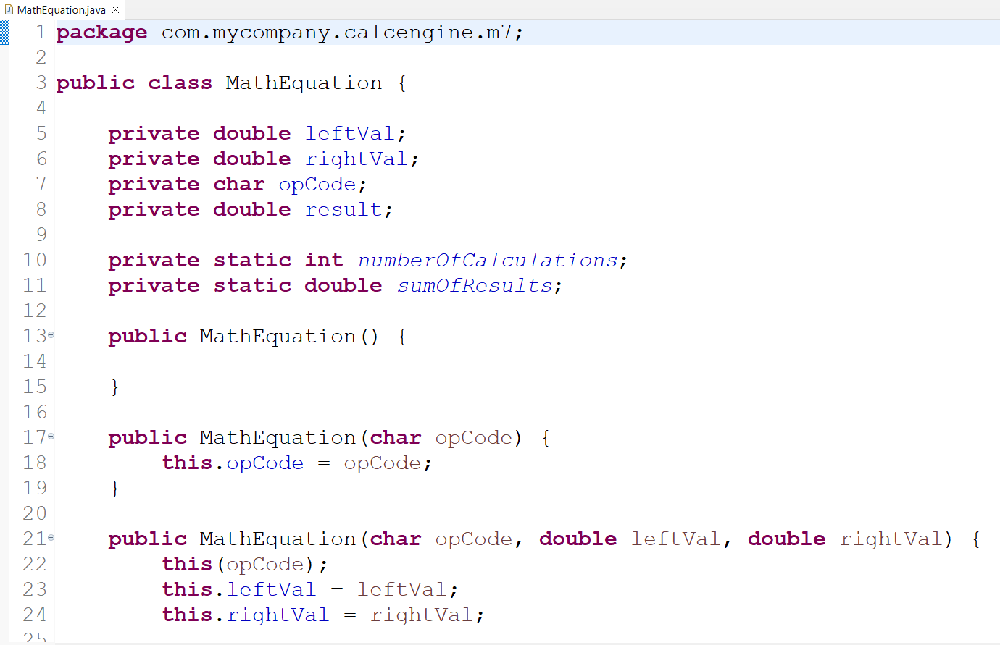 MathEquation.java
1 package com.mycompany.calcengine.m7;
2
3 public class MathEquation {
4
5     private double leftVal;
6     private double rightVal;
7     private char opCode;
8     private double result;
9
10     private static int numberOfCalculations;
11     private static double sumOfResults;
12
13     public MathEquation() {
14
15     }
16
17     public MathEquation(char opCode) {
18         this.opCode = opCode;
19     }
20
21     public MathEquation(char opCode, double leftVal, double rightVal) {
22         this(opCode);
23         this.leftVal = leftVal;
24         this.rightVal = rightVal;
25